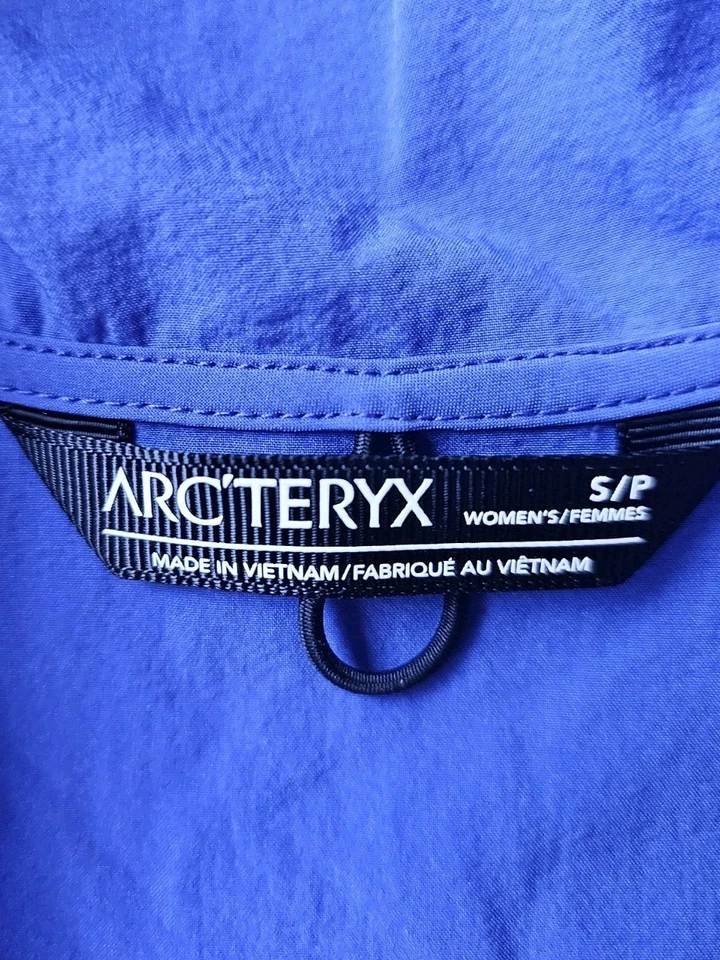 ARC'TERYX
S/P
WOMEN'S/FEMMES
MADE IN VIETNAM/FABRIQUÉ AU VIÊTNAM